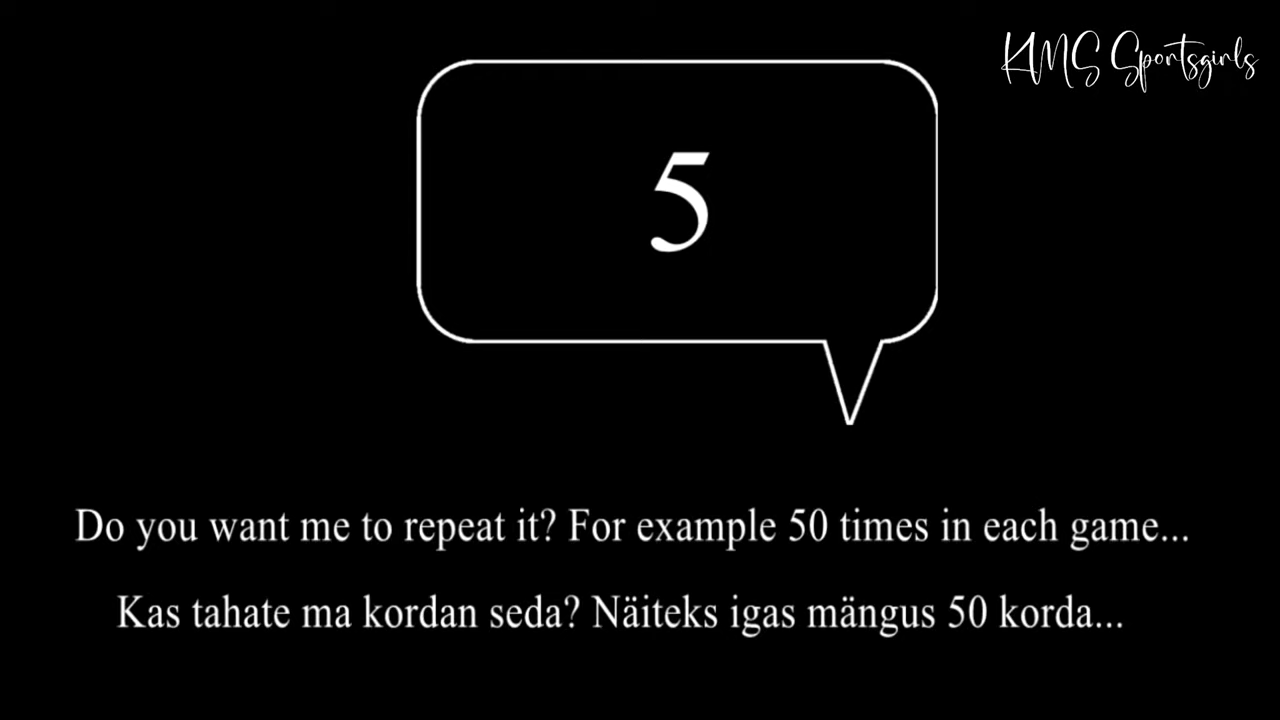 KMS Sportsgirls
5
Do you want me to repeat it? For example 50 times in each game...
Kas tahate ma kordan seda? Näiteks igas mängus 50 korda...